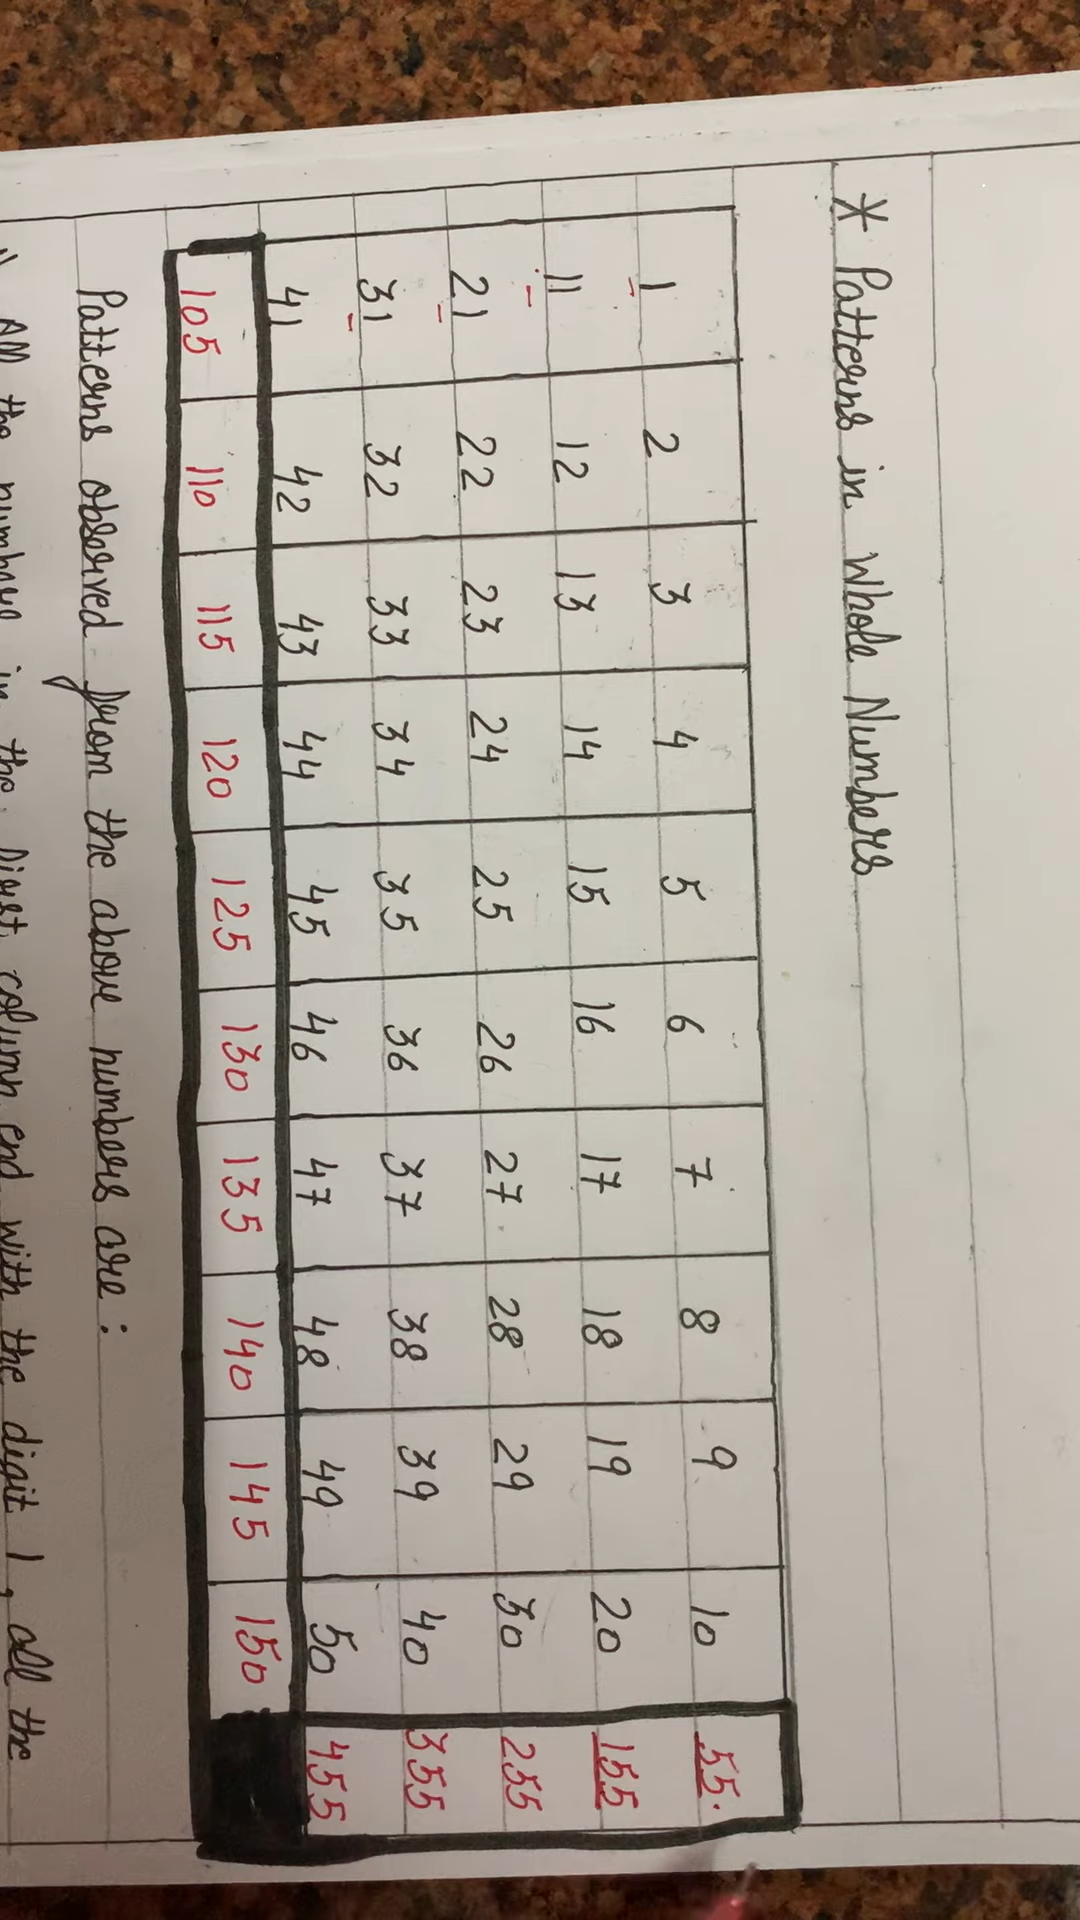 * Patterns in Whole Numbers
1 2 3 4 5 6 7 8 9 10 55.
11 12 13 14 15 16 17 18 19 20 155
21 22 23 24 25 26 27 28 29 30 255
31 32 33 34 35 36 37 38 39 40 355
41 42 43 44 45 46 47 48 49 50 455
105 110 115 120 125 130 135 140 145 150
Patterns observed from the above numbers are :
All the numbers in the first column end with the digit 1, all the